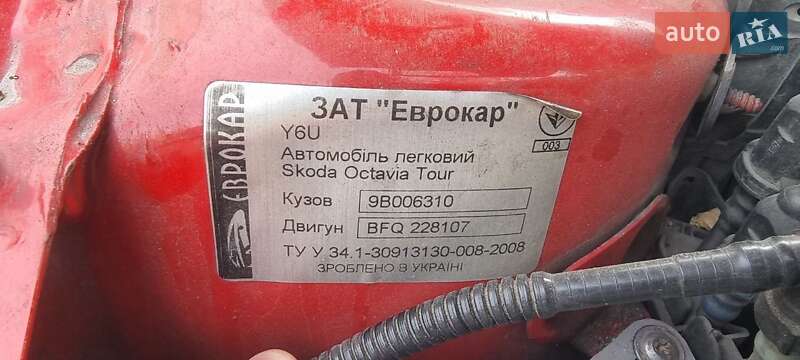 auto RIA
ЄВРОКАР
ЗАТ "Еврокар"
Y6U
003
Автомобіль легковий
Skoda Octavia Tour
Кузов 9B006310
Двигун BFQ 228107
ТУ У 34.1-30913130-008-2008
ЗРОБЛЕНО В УКРАЇНІ